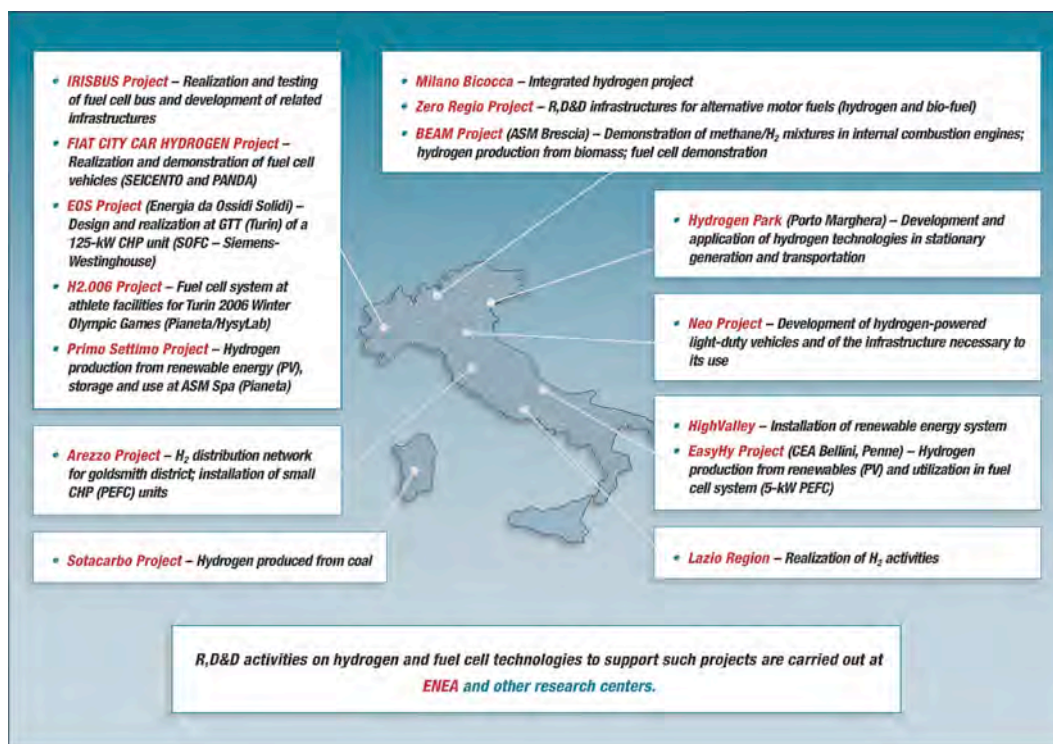 • IRISBUS Project – Realization and testing
of fuel cell bus and development of related
infrastructures
• FIAT CITY CAR HYDROGEN Project –
Realization and demonstration of fuel cell
vehicles (SEICENTO and PANDA)
• EOS Project (Energia da Ossidi Solidi) –
Design and realization at GTT (Turin) of a
125-kW CHP unit (SOFC – Siemens-
Westinghouse)
• H2.006 Project – Fuel cell system at
athlete facilities for Turin 2006 Winter
Olympic Games (Pianeta/HysyLab)
• Primo Settimo Project – Hydrogen
production from renewable energy (PV),
storage and use at ASM Spa (Pianeta)
• Arezzo Project – H₂ distribution network
for goldsmith district; installation of small
CHP (PEFC) units
• Sotacarbo Project – Hydrogen produced from coal
• Milano Bicocca – Integrated hydrogen project
• Zero Regio Project – R,D&D infrastructures for alternative motor fuels (hydrogen and bio-fuel)
• BEAM Project (ASM Brescia) – Demonstration of methane/H₂ mixtures in internal combustion engines;
hydrogen production from biomass; fuel cell demonstration
• Hydrogen Park (Porto Marghera) – Development and
application of hydrogen technologies in stationary
generation and transportation
• Neo Project – Development of hydrogen-powered
light-duty vehicles and of the infrastructure necessary to
its use
• HighValley – Installation of renewable energy system
• EasyHy Project (CEA Bellini, Penne) – Hydrogen
production from renewables (PV) and utilization in fuel
cell system (5-kW PEFC)
• Lazio Region – Realization of H₂ activities
R,D&D activities on hydrogen and fuel cell technologies to support such projects are carried out at
ENEA and other research centers.